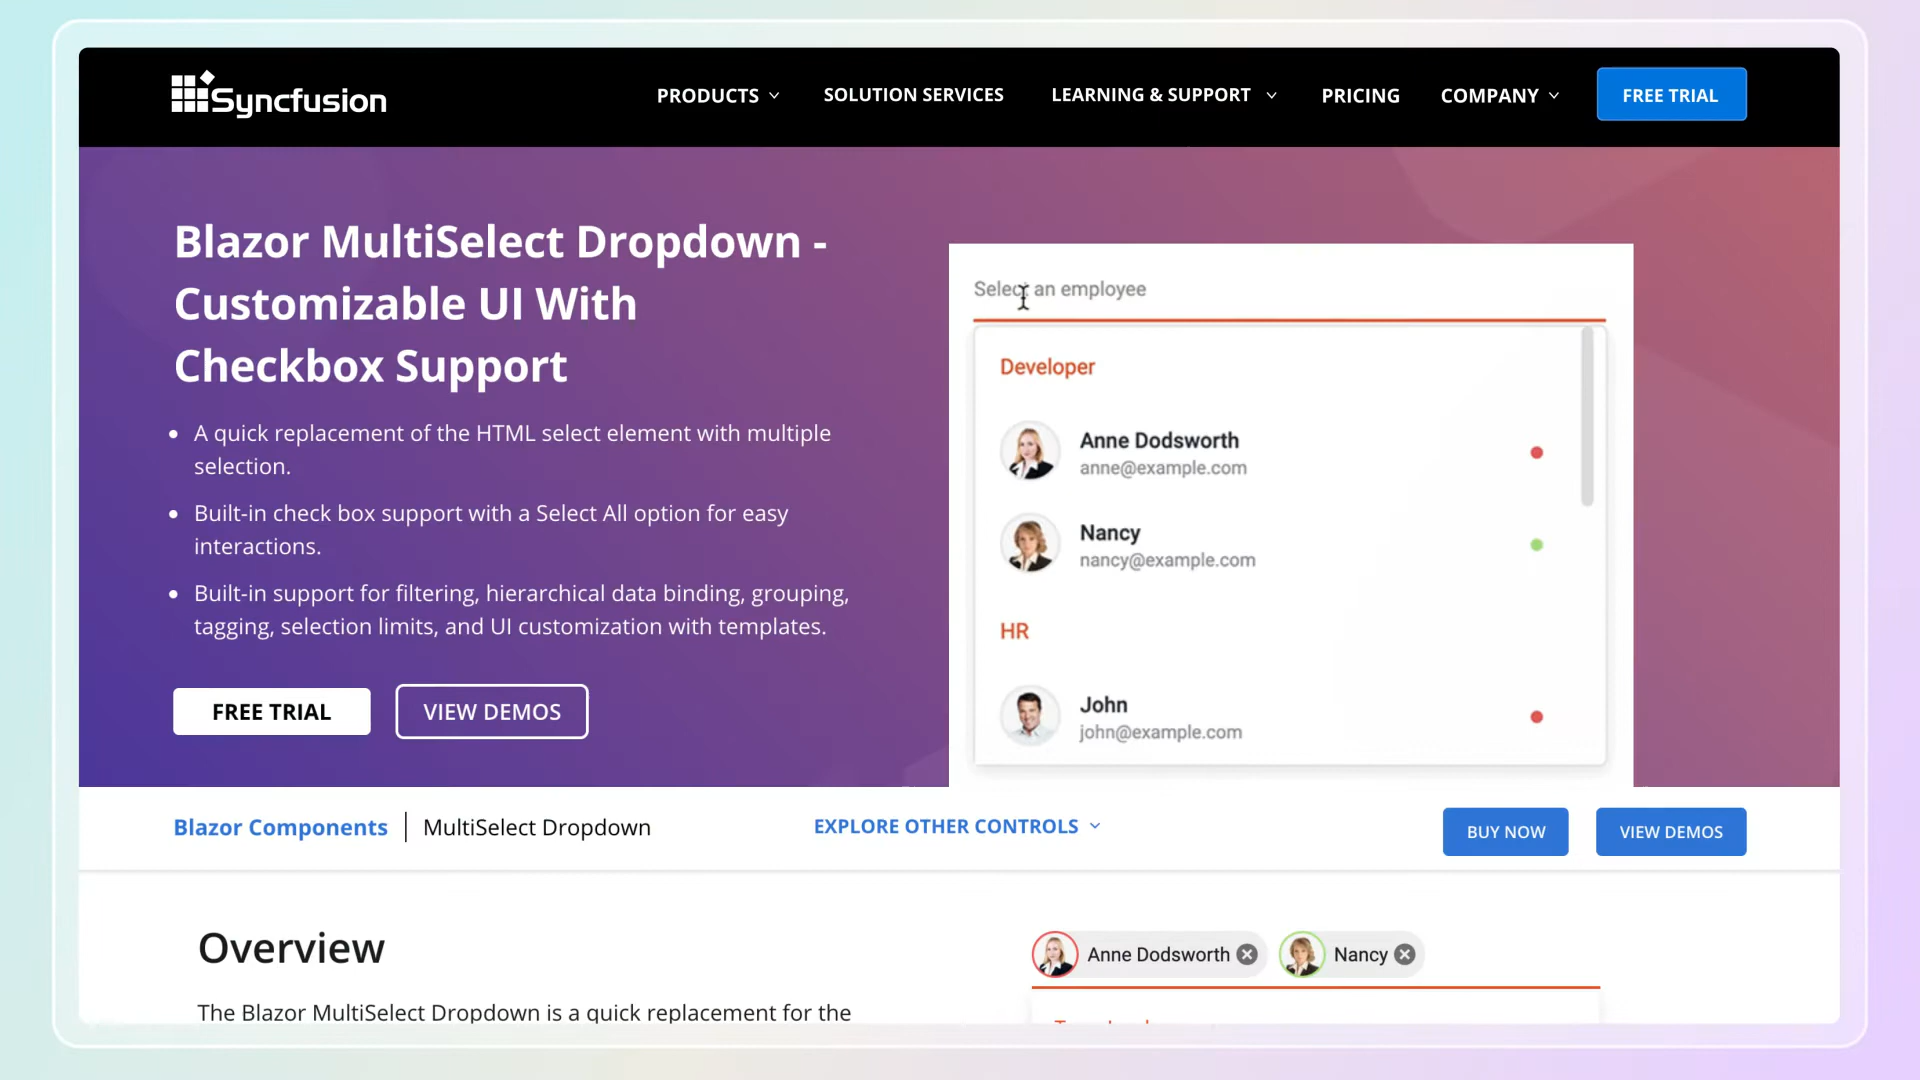 Syncfusion
PRODUCTS
SOLUTION SERVICES
LEARNING & SUPPORT
PRICING
COMPANY
FREE TRIAL
Blazor MultiSelect Dropdown -
Customizable UI With
Checkbox Support
• A quick replacement of the HTML select element with multiple
selection.
• Built-in check box support with a Select All option for easy
interactions.
• Built-in support for filtering, hierarchical data binding, grouping,
tagging, selection limits, and UI customization with templates.
FREE TRIAL
VIEW DEMOS
Select an employee
Developer
Anne Dodsworth
anne@example.com
Nancy
nancy@example.com
HR
John
john@example.com
Blazor Components
MultiSelect Dropdown
EXPLORE OTHER CONTROLS
BUY NOW
VIEW DEMOS
Overview
The Blazor MultiSelect Dropdown is a quick replacement for the
Anne Dodsworth
Nancy